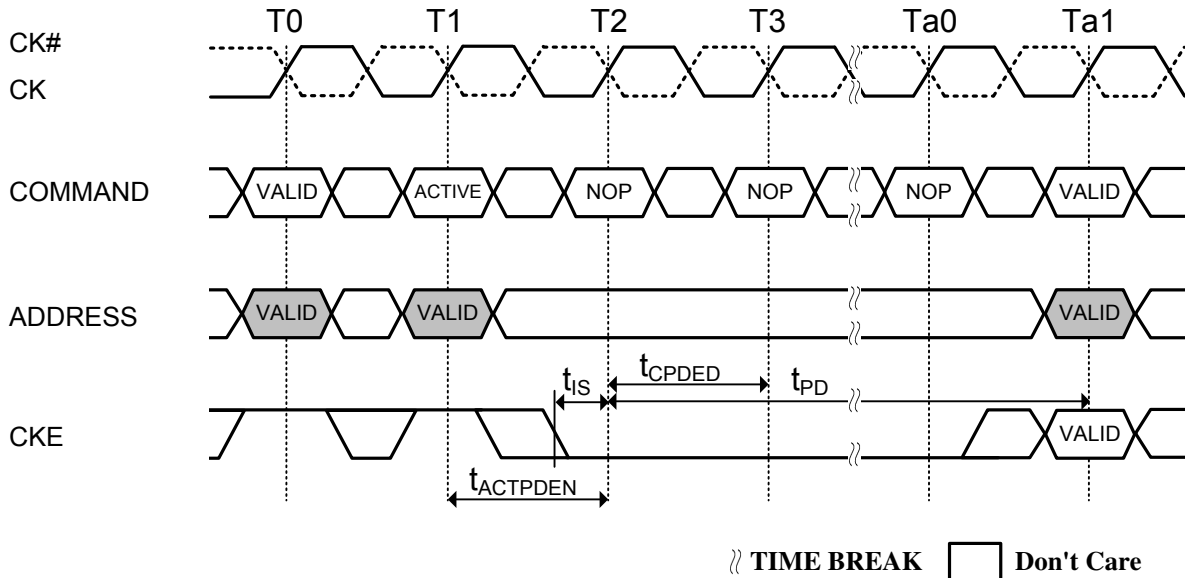 T0 T1 T2 T3 Ta0 Ta1
CK#
CK
COMMAND VALID ACTIVE NOP NOP NOP VALID
ADDRESS VALID VALID VALID
tIS tCPDED tPD
CKE VALID
tACTPDEN
TIME BREAK Don't Care